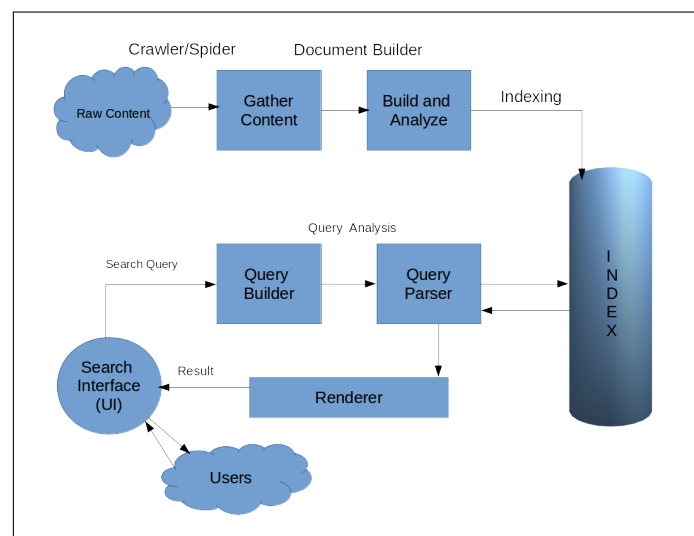 Crawler/Spider
Document Builder
Raw Content
Gather
Content
Build and
Analyze
Indexing
Query Analysis
Search Query
Query
Builder
Query
Parser
I
N
D
E
X
Search
Interface
(UI)
Result
Renderer
Users